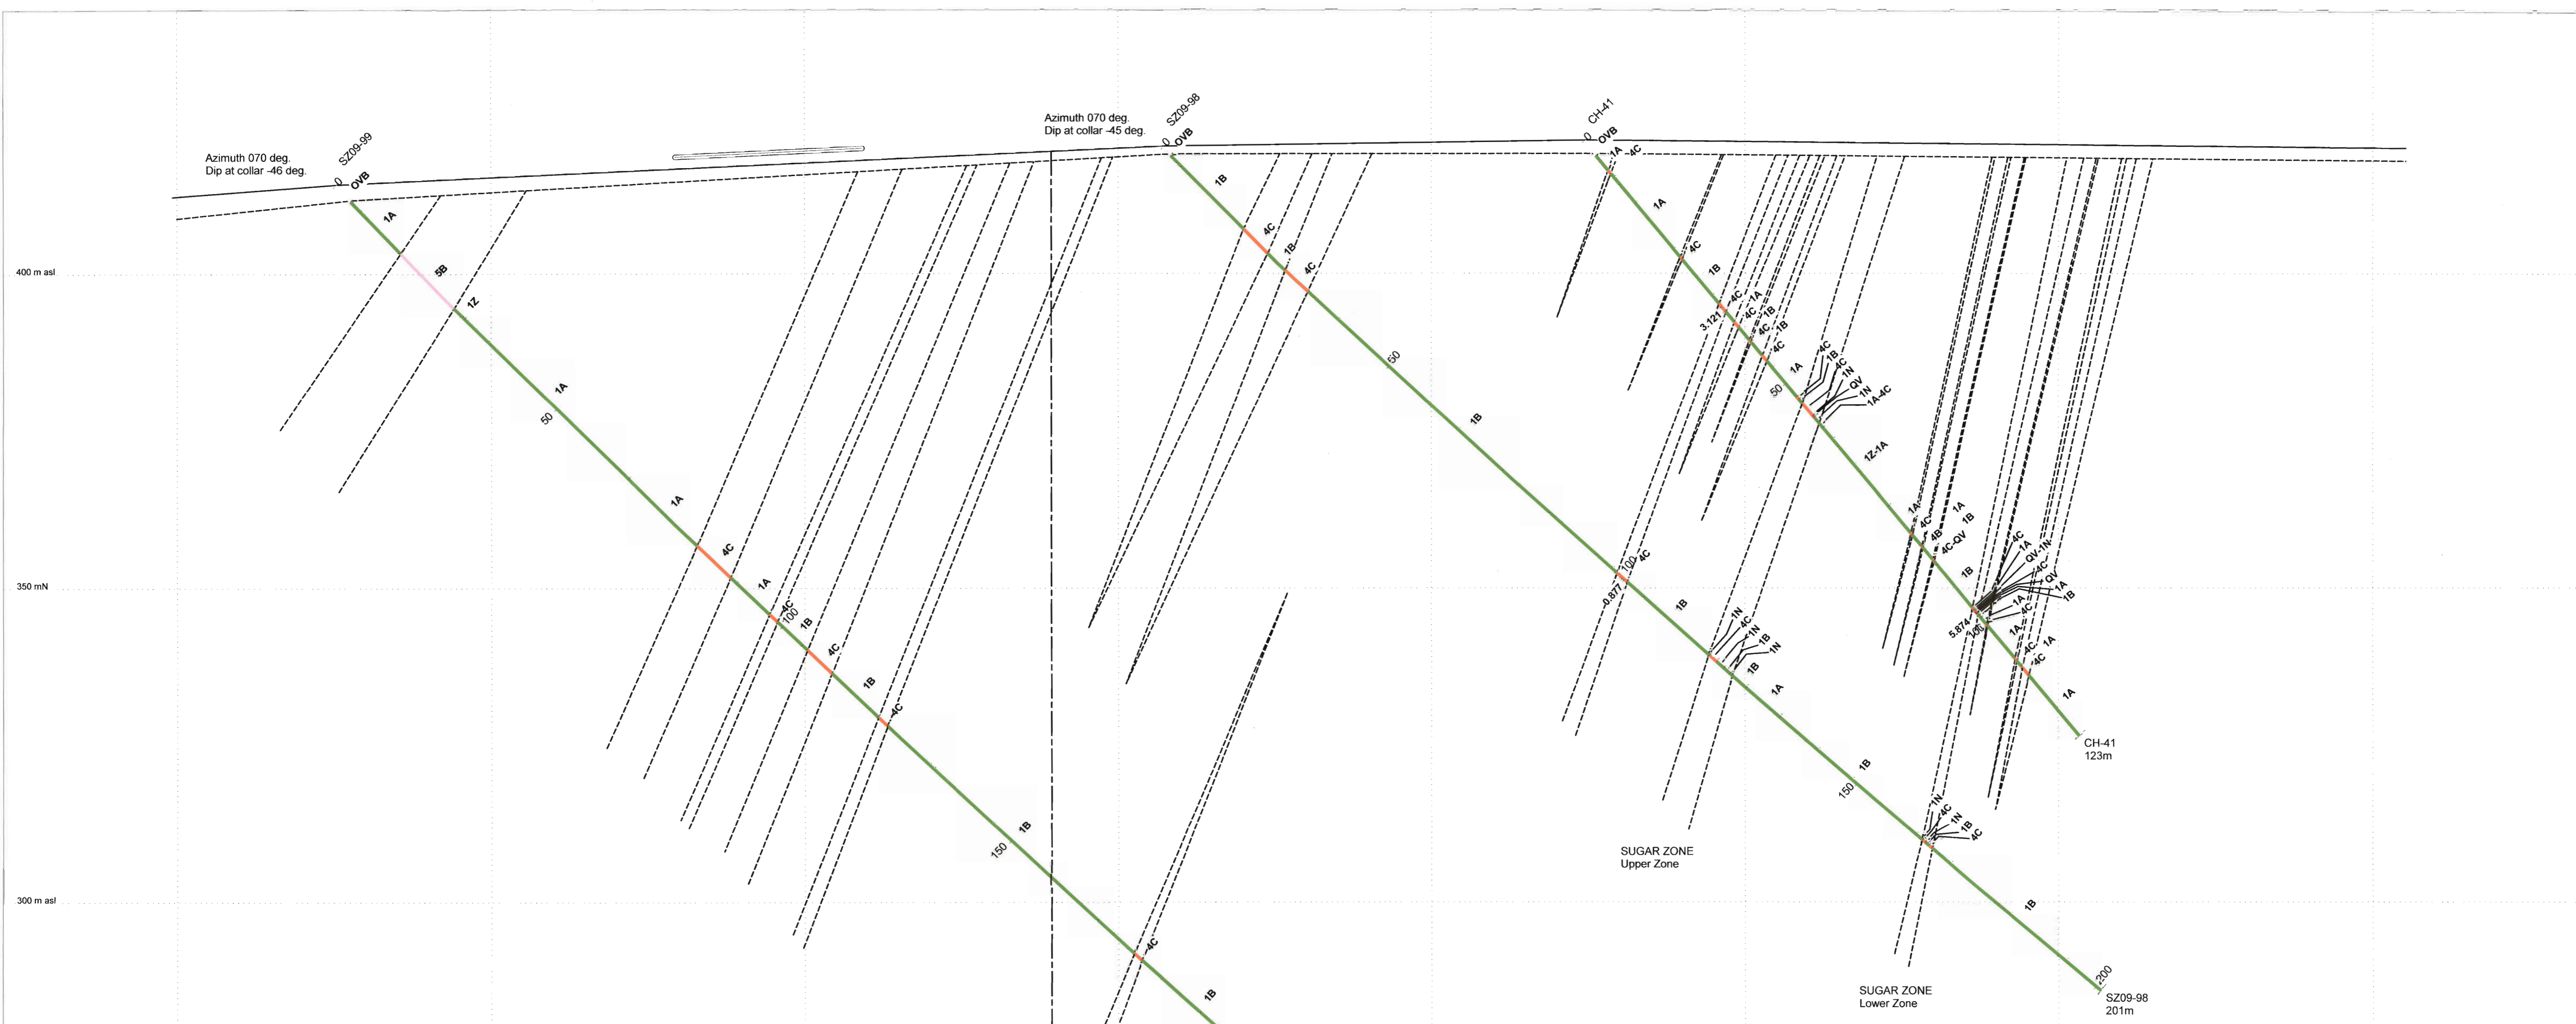 SZ09-99
0
OVB
Azimuth 070 deg.
Dip at collar -46 deg.
Azimuth 070 deg.
Dip at collar -45 deg.
SZ09-98
0
OVB
CH-41
0
OVB
400 m asl
350 mN
300 m asl
1A
5B
1Z
1A
50
1A
4C
1A
4C
100
1B
4C
1B
4C
1B
150
4C
1B
1B
4C
1B
4C
50
1B
100
4C
0.877
1B
1N
4C
1N
1B
1N
1B
1A
1B
150
1N
4C
1N
1B
4C
1B
200
SZ09-98
201m
1A
4C
1A
4C
1B
4C
1A
3.121
4C
1B
4C
1B
4C
1A
50
4C
1B
4C
1N
QV
1N
1A-4C
1Z-1A
1A
4C
1A
1B
4B
4C-QV
1B
4C
1A
QV-1N
4C
QV
1A
1B
1A
4C
5.874
100
1A
4C
1A
4C
1A
CH-41
123m
SUGAR ZONE
Upper Zone
SUGAR ZONE
Lower Zone